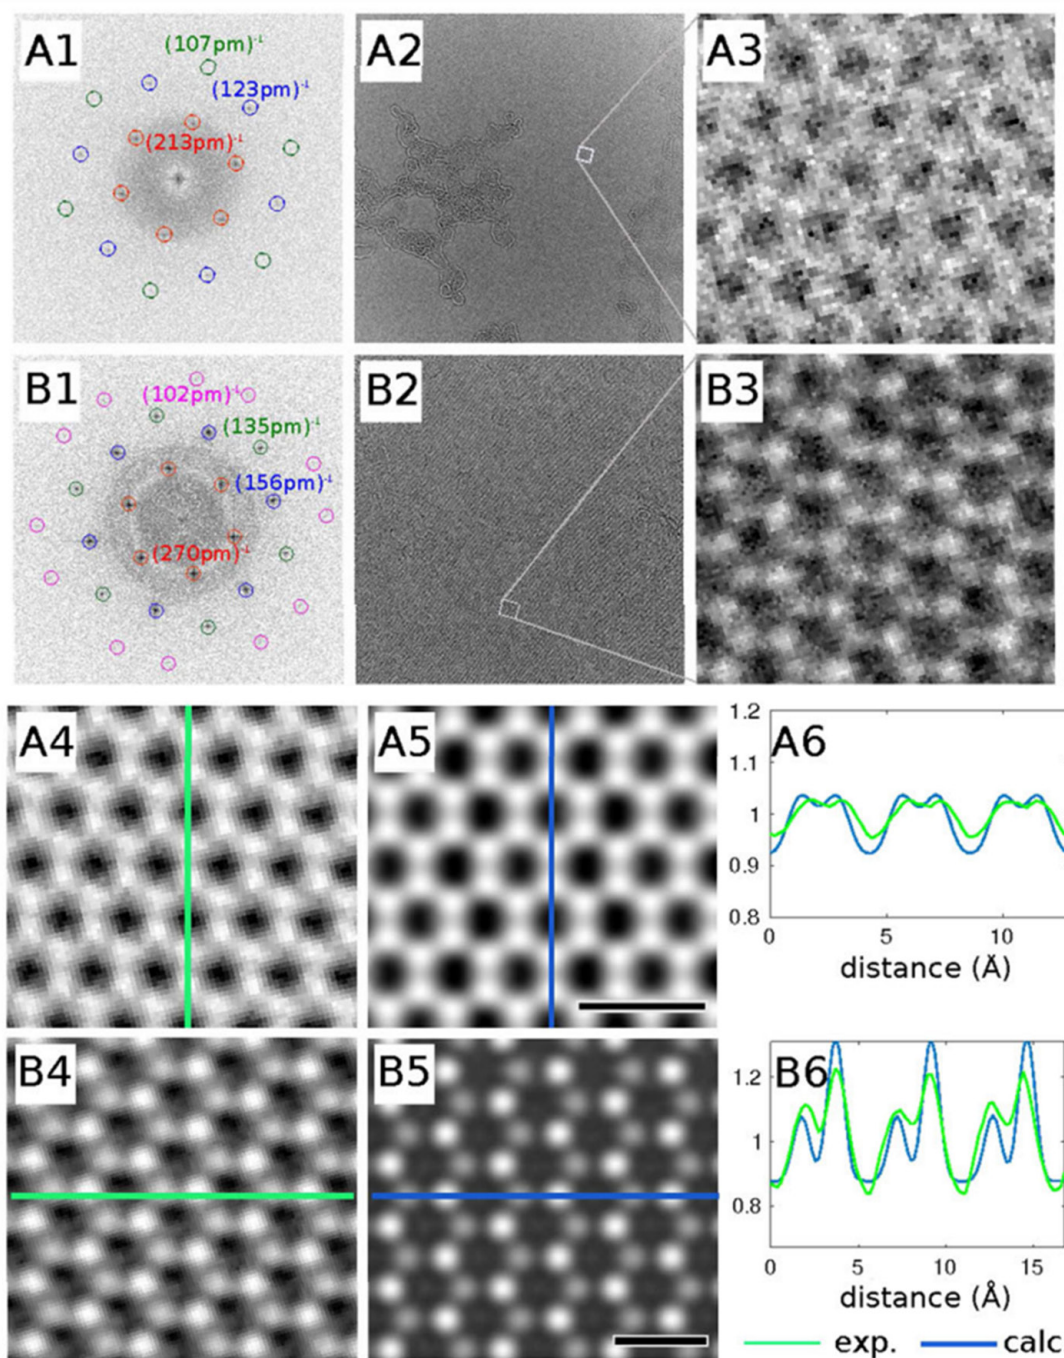 A1
(107pm)⁻¹
(123pm)⁻¹
(213pm)⁻¹
A2
A3
B1
(102pm)⁻¹
(135pm)⁻¹
(156pm)⁻¹
(270pm)⁻¹
B2
B3
A4
A5
A6
1.2
1.1
1
0.9
0.8
0 5 10
distance (Å)
B4
B5
B6
1.2
1
0.8
0 5 10 15
distance (Å)
exp. calc